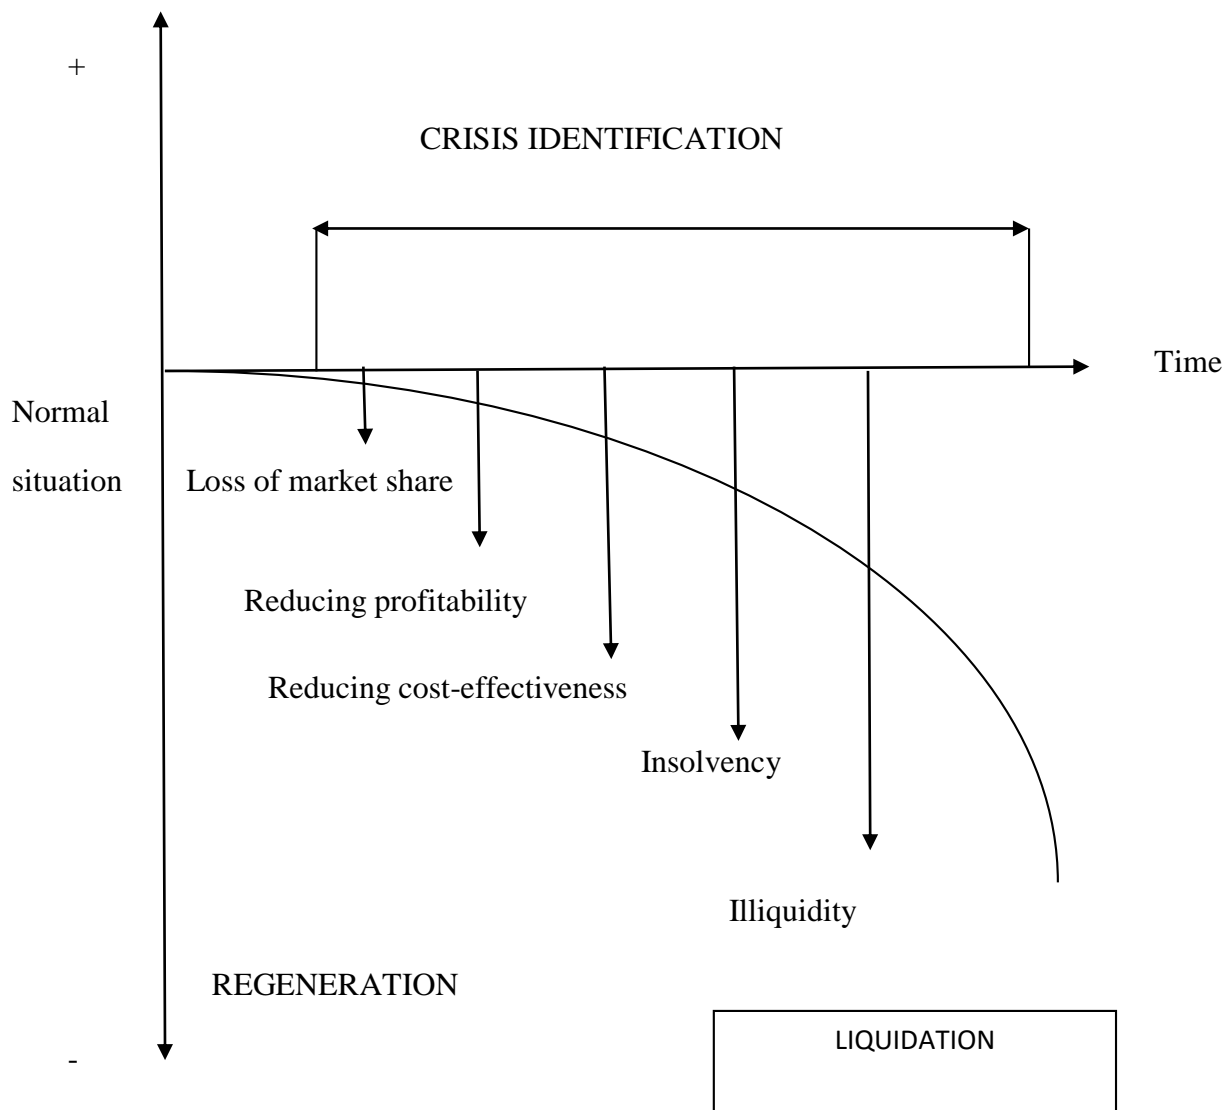 +
CRISIS IDENTIFICATION
Time
Normal
situation
Loss of market share
Reducing profitability
Reducing cost-effectiveness
Insolvency
Illiquidity
REGENERATION
LIQUIDATION
-